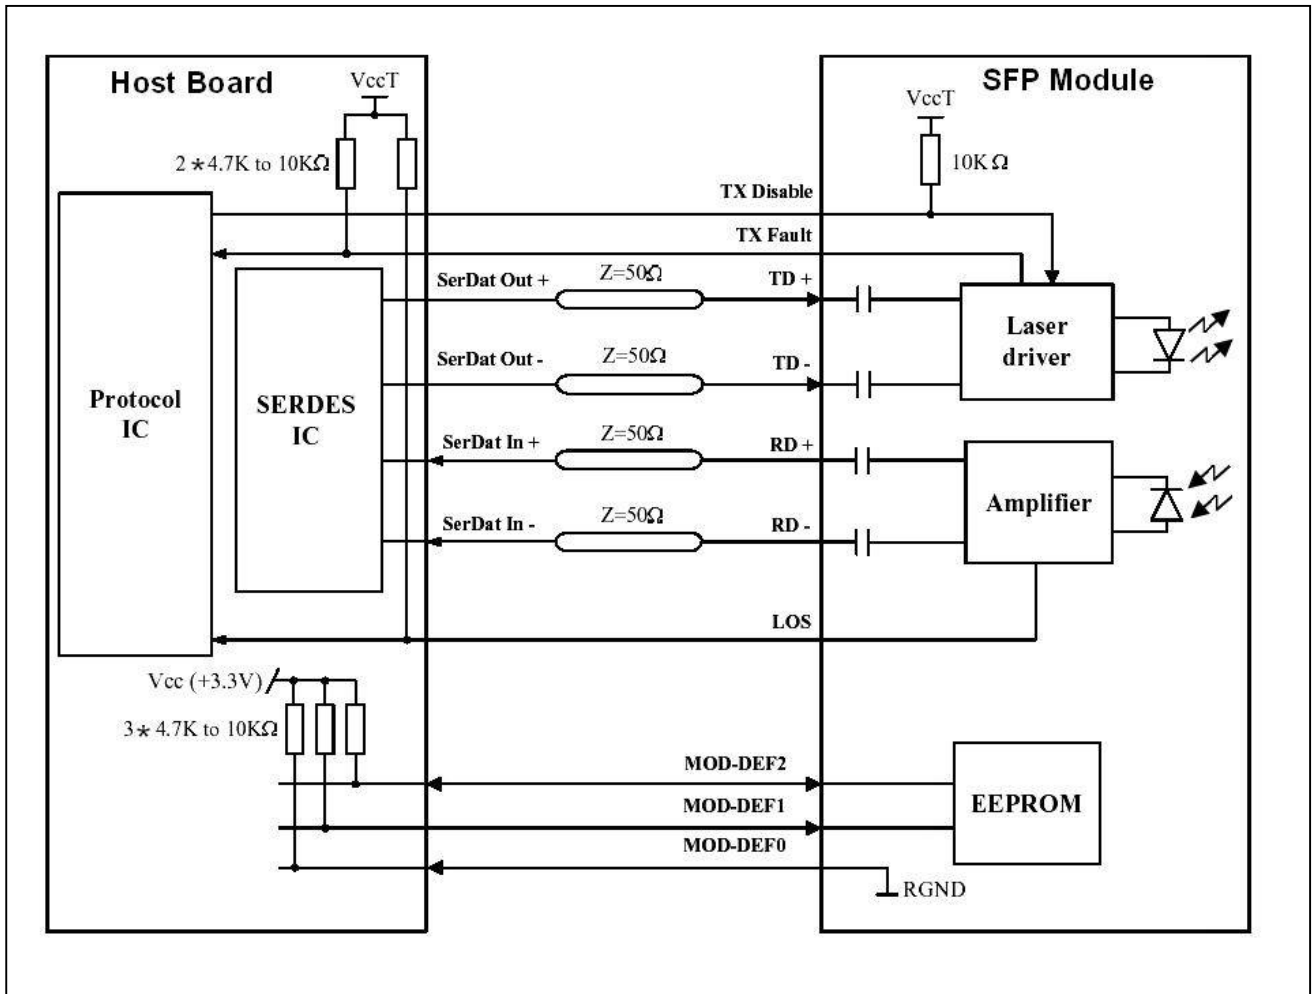 Host Board
VccT
2*4.7K to 10KΩ
SFP Module
VccT
10KΩ
TX Disable
TX Fault
SerDat Out +
Z=50Ω
TD +
SerDat Out -
Z=50Ω
TD -
SerDat In +
Z=50Ω
RD +
SerDat In -
Z=50Ω
RD -
Protocol
IC
SERDES
IC
Laser
driver
Amplifier
LOS
Vcc (+3.3V)
3* 4.7K to 10KΩ
MOD-DEF2
MOD-DEF1
MOD-DEF0
EEPROM
RGND